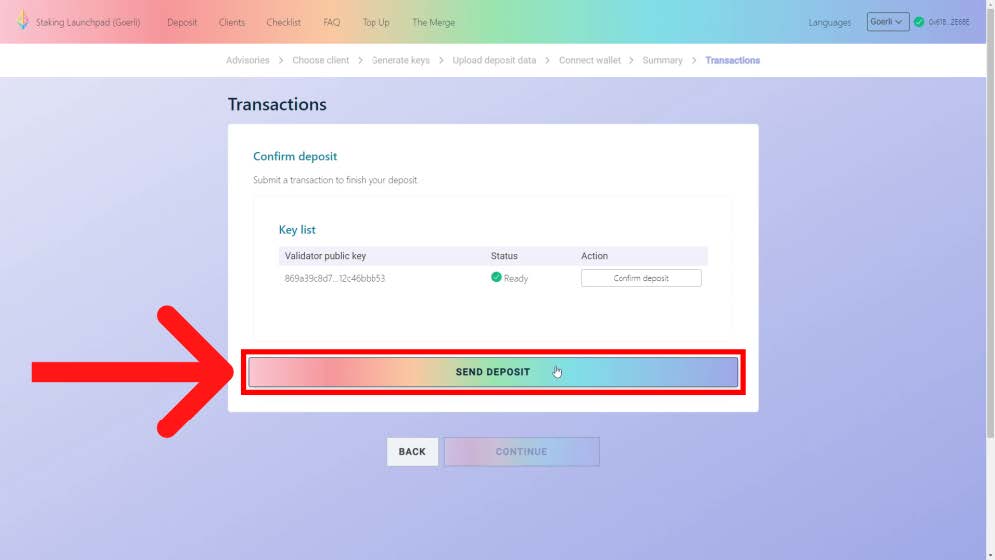 Staking Launchpad (Goerli) Deposit Clients Checklist FAQ Top Up The Merge Languages Goerli 0x61B...2E68E
Advisories > Choose client > Generate keys > Upload deposit data > Connect wallet > Summary > Transactions
Transactions
Confirm deposit
Submit a transaction to finish your deposit.
Key list
Validator public key Status Action
869a39c8d7...12c46bbb53 Ready Confirm deposit
SEND DEPOSIT
BACK CONTINUE